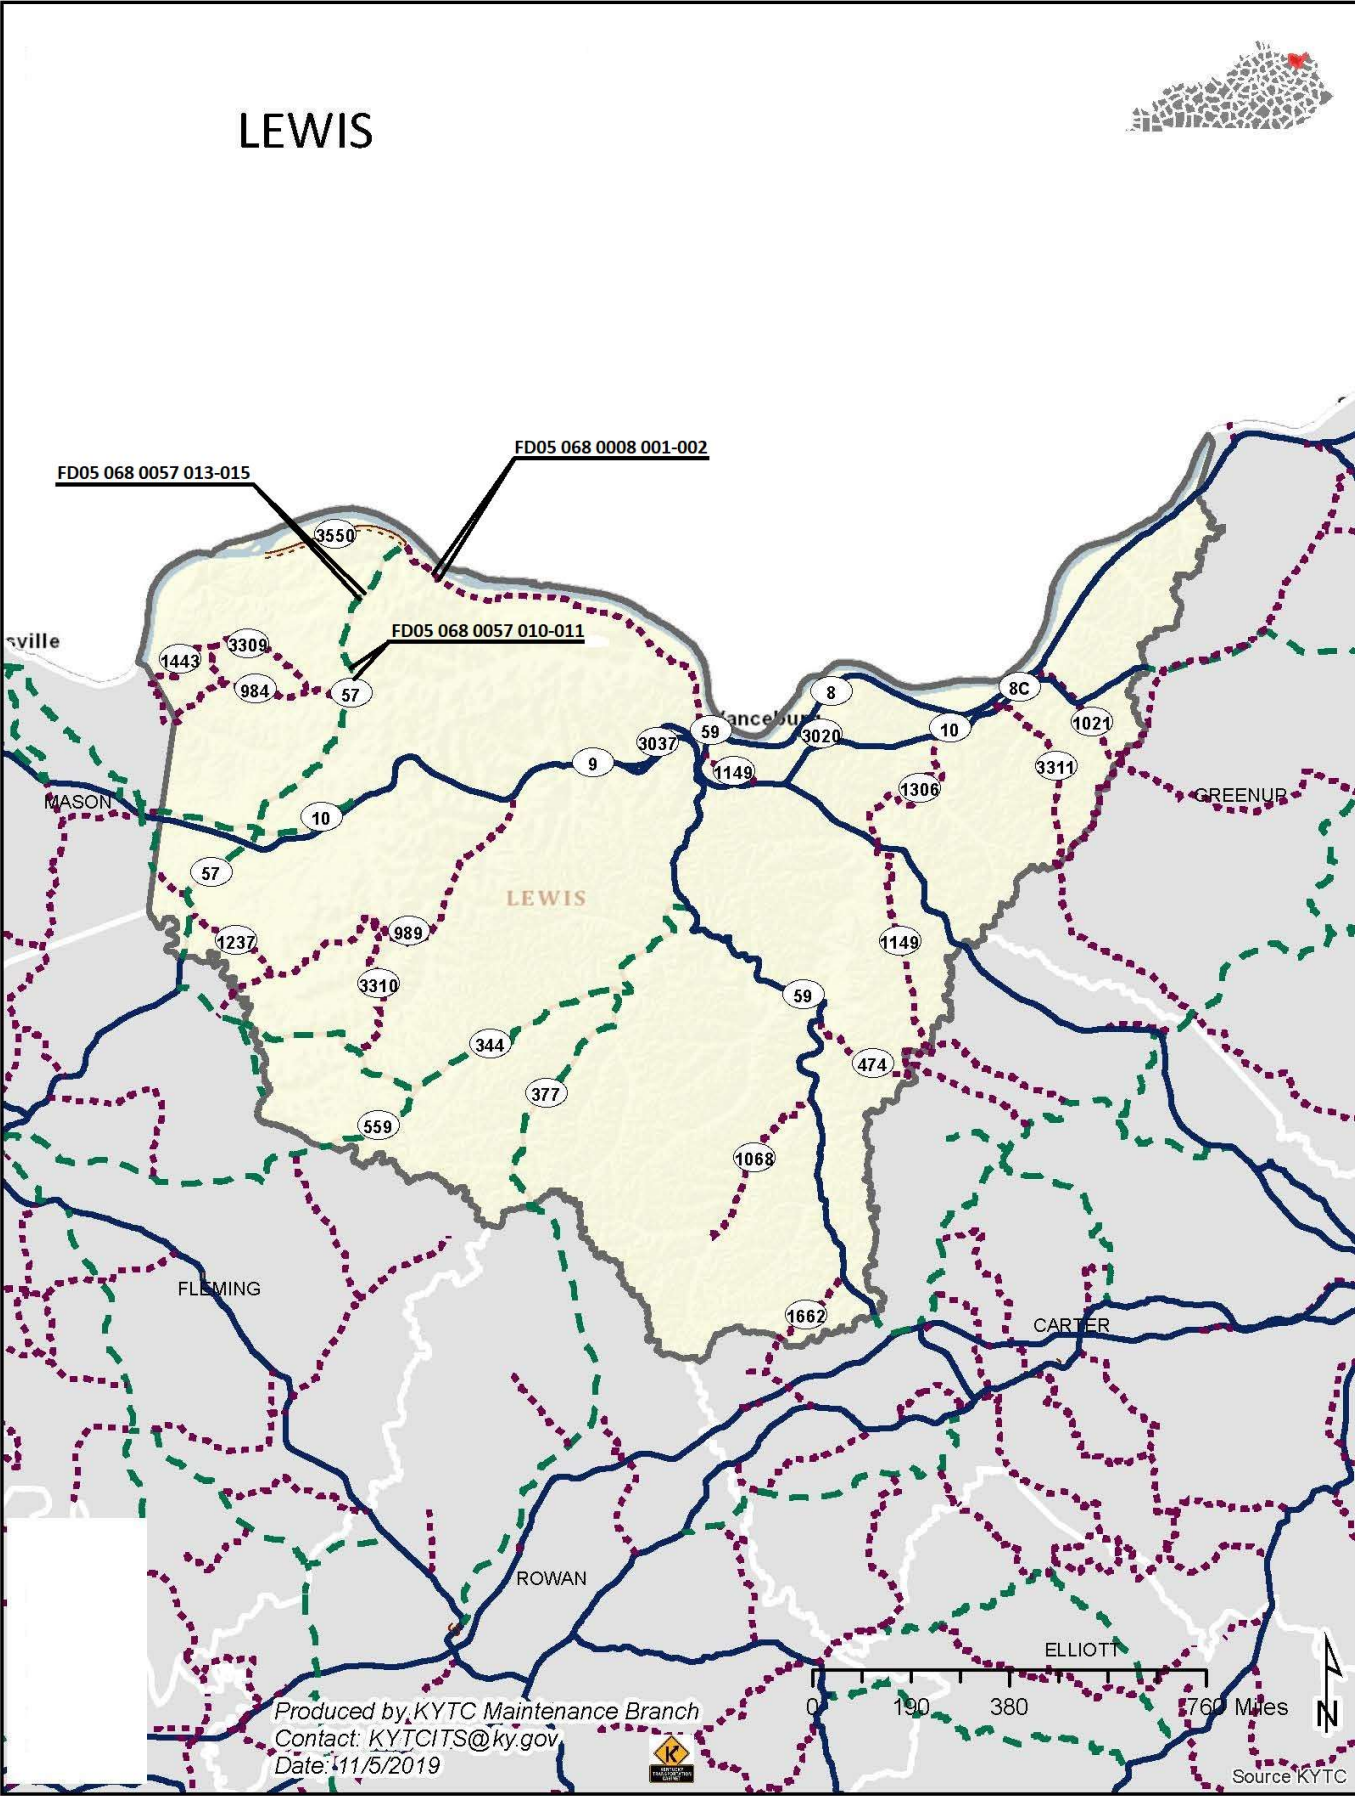 LEWIS
FD05 068 0008 001-002
FD05 068 0057 013-015
3550
FD05 068 0057 010-011
sville
3309
1443
984
57
8C
8
1021
59
10
3020
3037
9
1149
3311
1306
MASON
GREENUP
10
57
LEWIS
989
1237
1149
3310
59
344
474
377
559
1068
FLEMING
1662
CARTER
ROWAN
ELLIOTT
0 190 380 760 Miles
N
Produced by KYTC Maintenance Branch
Contact: KYTCITS@ky.gov
Date: 11/5/2019
K
Source KYTC